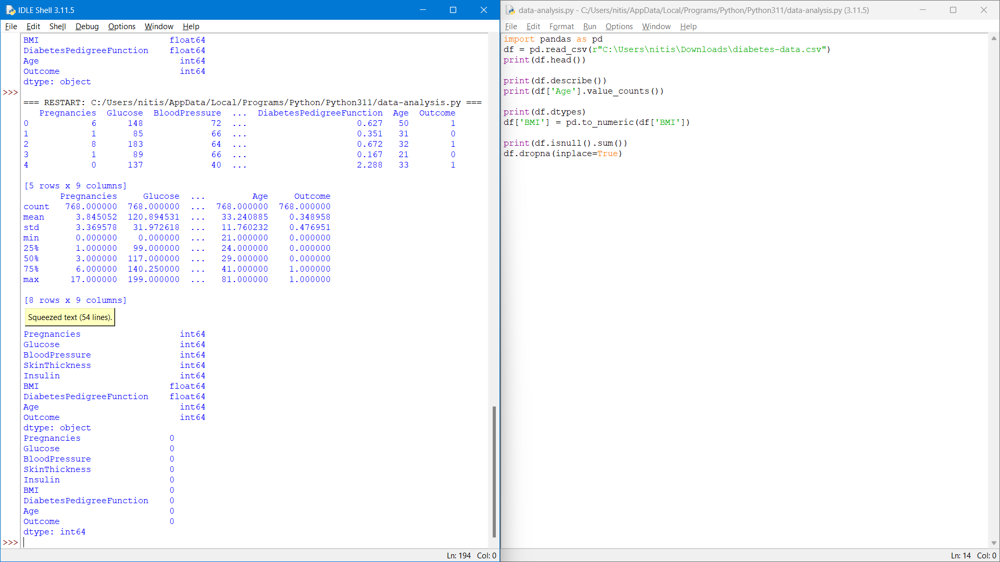 IDLE Shell 3.11.5
File Edit Shell Debug Options Window Help
BMI                         float64
DiabetesPedigreeFunction    float64
Age                           int64
Outcome                       int64
dtype: object
>>>
=== RESTART: C:/Users/nitis/AppData/Local/Programs/Python/Python311/data-analysis.py ===
   Pregnancies  Glucose  BloodPressure  ...  DiabetesPedigreeFunction  Age  Outcome
0            6      148             72  ...                     0.627   50        1
1            1       85             66  ...                     0.351   31        0
2            8      183             64  ...                     0.672   32        1
3            1       89             66  ...                     0.167   21        0
4            0      137             40  ...                     2.288   33        1
[5 rows x 9 columns]
       Pregnancies     Glucose  ...         Age     Outcome
count   768.000000  768.000000  ...  768.000000  768.000000
mean      3.845052  120.894531  ...   33.240885    0.348958
std       3.369578   31.972618  ...   11.760232    0.476951
min       0.000000    0.000000  ...   21.000000    0.000000
25%       1.000000   99.000000  ...   24.000000    0.000000
50%       3.000000  117.000000  ...   29.000000    0.000000
75%       6.000000  140.250000  ...   41.000000    1.000000
max      17.000000  199.000000  ...   81.000000    1.000000
[8 rows x 9 columns]
Squeezed text (54 lines).
Pregnancies                   int64
Glucose                       int64
BloodPressure                 int64
SkinThickness                 int64
Insulin                       int64
BMI                         float64
DiabetesPedigreeFunction    float64
Age                           int64
Outcome                       int64
dtype: object
Pregnancies                 0
Glucose                     0
BloodPressure               0
SkinThickness               0
Insulin                     0
BMI                         0
DiabetesPedigreeFunction    0
Age                         0
Outcome                     0
dtype: int64
>>>
Ln: 194 Col: 0
data-analysis.py - C:/Users/nitis/AppData/Local/Programs/Python/Python311/data-analysis.py (3.11.5)
File Edit Format Run Options Window Help
import pandas as pd
df = pd.read_csv(r"C:\Users\nitis\Downloads\diabetes-data.csv")
print(df.head())
print(df.describe())
print(df['Age'].value_counts())
print(df.dtypes)
df['BMI'] = pd.to_numeric(df['BMI'])
print(df.isnull().sum())
df.dropna(inplace=True)
Ln: 14 Col: 0